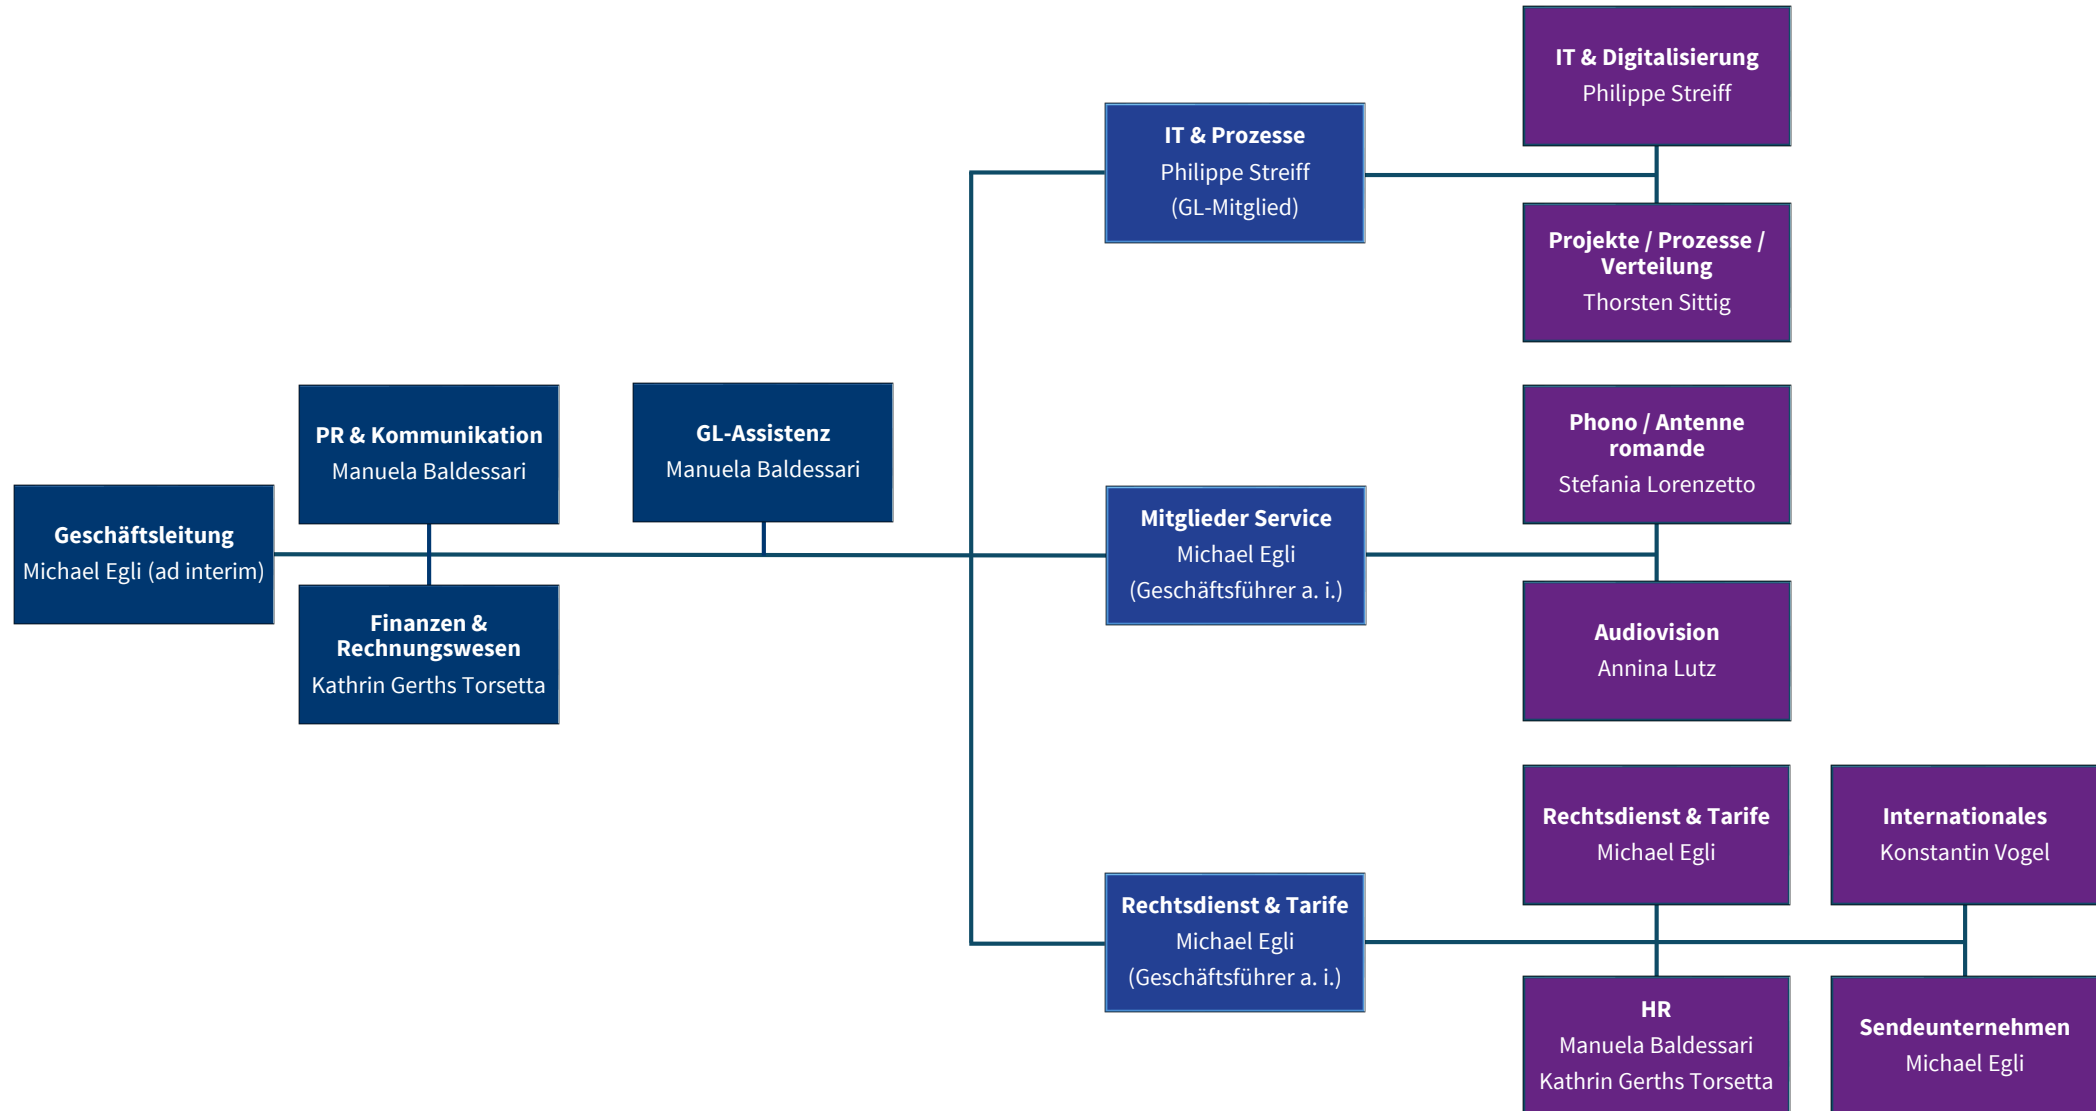 Geschäftsleitung
Michael Egli (ad interim)
PR & Kommunikation
Manuela Baldessari
Finanzen &
Rechnungswesen
Kathrin Gerths Torsetta
GL-Assistenz
Manuela Baldessari
IT & Prozesse
Philippe Streiff
(GL-Mitglied)
IT & Digitalisierung
Philippe Streiff
Projekte / Prozesse /
Verteilung
Thorsten Sittig
Mitglieder Service
Michael Egli
(Geschäftsführer a. i.)
Phono / Antenne
romande
Stefania Lorenzetto
Audiovision
Annina Lutz
Rechtsdienst & Tarife
Michael Egli
(Geschäftsführer a. i.)
Rechtsdienst & Tarife
Michael Egli
Internationales
Konstantin Vogel
HR
Manuela Baldessari
Kathrin Gerths Torsetta
Sendeunternehmen
Michael Egli